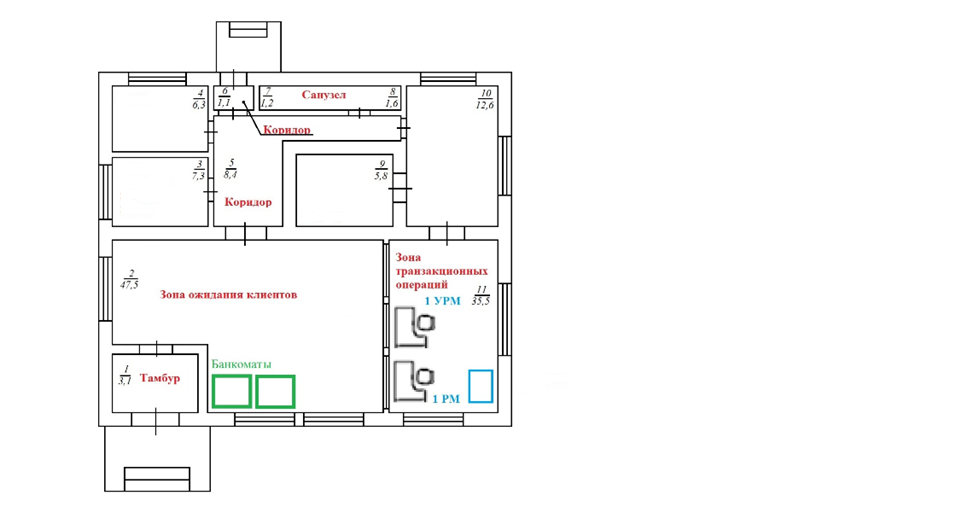 4
6,3
6
1,1
7
1,2
Санузел
8
1,6
10
12,6
Коридор
3
7,3
5
8,4
9
5,8
Коридор
2
47,5
Зона ожидания клиентов
Зона
транзакционных
операций
11
35,5
1 УРМ
Банкоматы
1
3,1
Тамбур
1 РМ